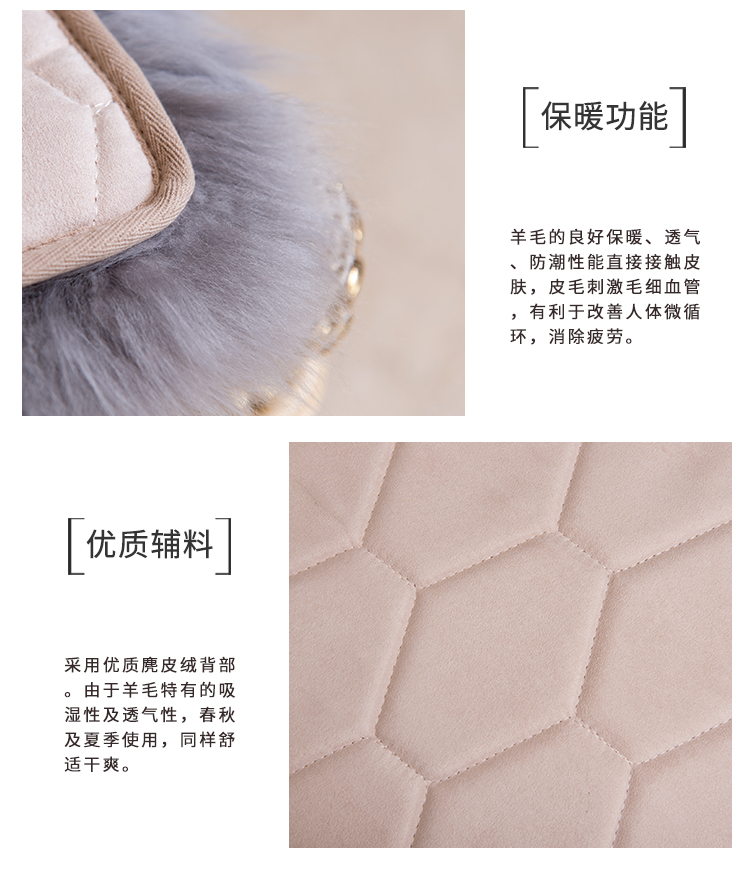 保暖功能
羊毛的良好保暖、透气
、防潮性能直接接触皮
肤，皮毛刺激毛细血管
，有利于改善人体微循
环，消除疲劳。
优质辅料
采用优质麂皮绒背部
。由于羊毛特有的吸
湿性及透气性，春秋
及夏季使用，同样舒
适干爽。